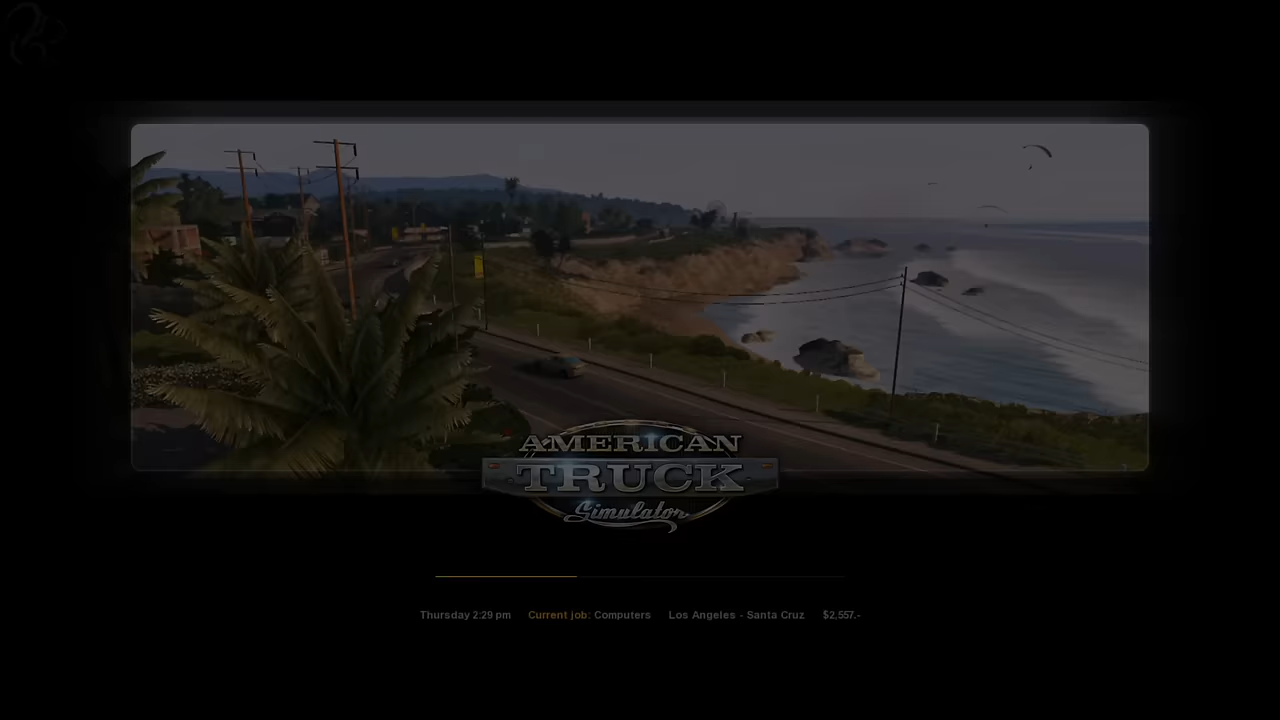 AMERICAN
TRUCK
Simulator
Thursday 2:29 pm Current job: Computers Los Angeles - Santa Cruz $2,557.-